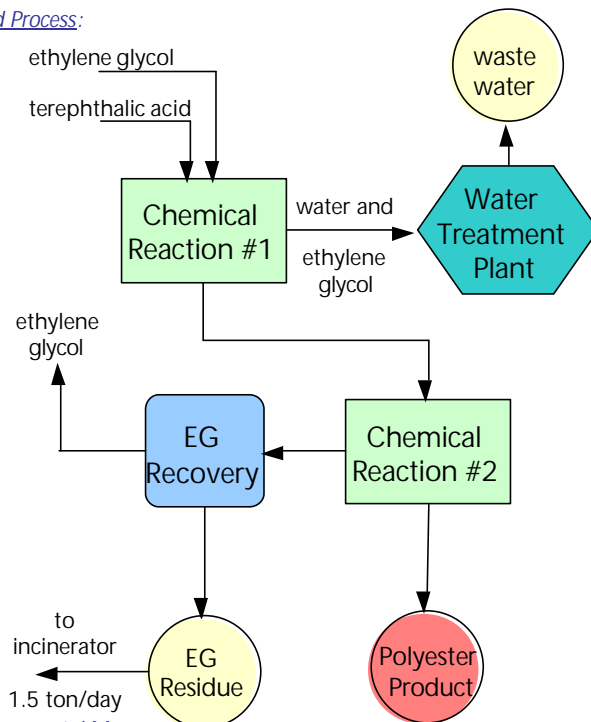 d Process:
ethylene glycol
terephthalic acid
waste
water
Chemical
Reaction #1
water and
ethylene
glycol
Water
Treatment
Plant
ethylene
glycol
EG
Recovery
Chemical
Reaction #2
to
incinerator
1.5 ton/day
EG
Residue
Polyester
Product